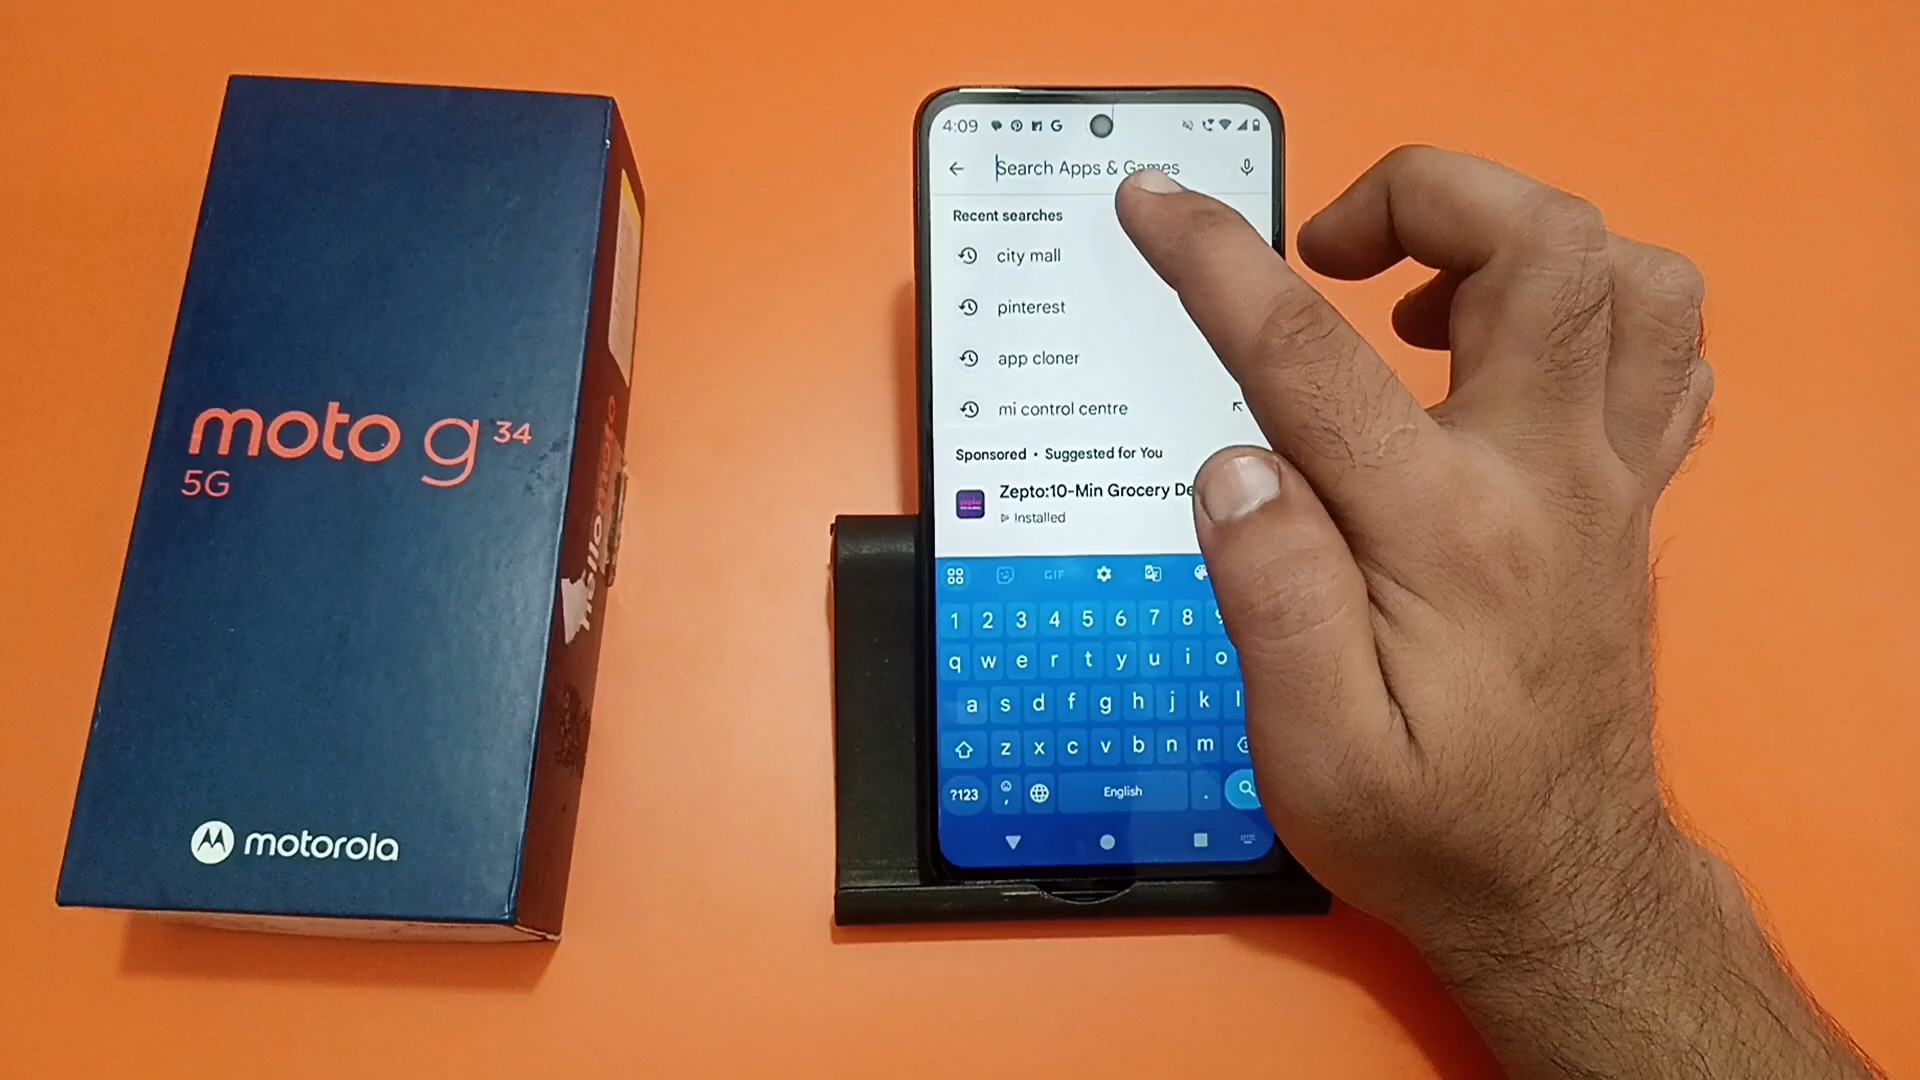 moto g 34
5G
motorola
hellomoto
4:09
Search Apps & Games
Recent searches
city mall
pinterest
app cloner
mi control centre
Sponsored • Suggested for You
Zepto:10-Min Grocery De
Installed
GIF
1 2 3 4 5 6 7 8
q w e r t y u i o
a s d f g h j k l
z x c v b n m
?123 , English .